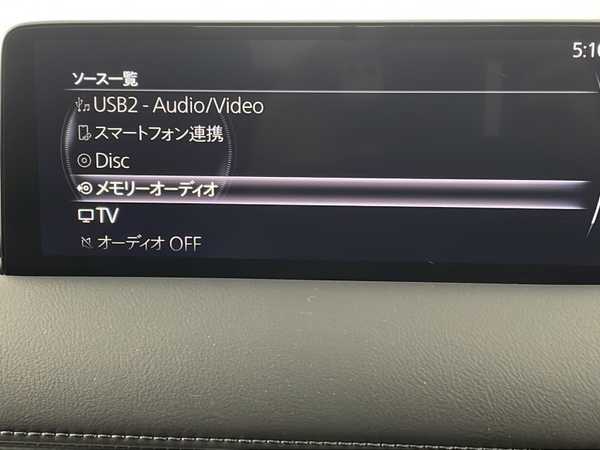 5:10
ソース一覧
USB2 - Audio/Video
スマートフォン連携
Disc
メモリーオーディオ
TV
オーディオ OFF